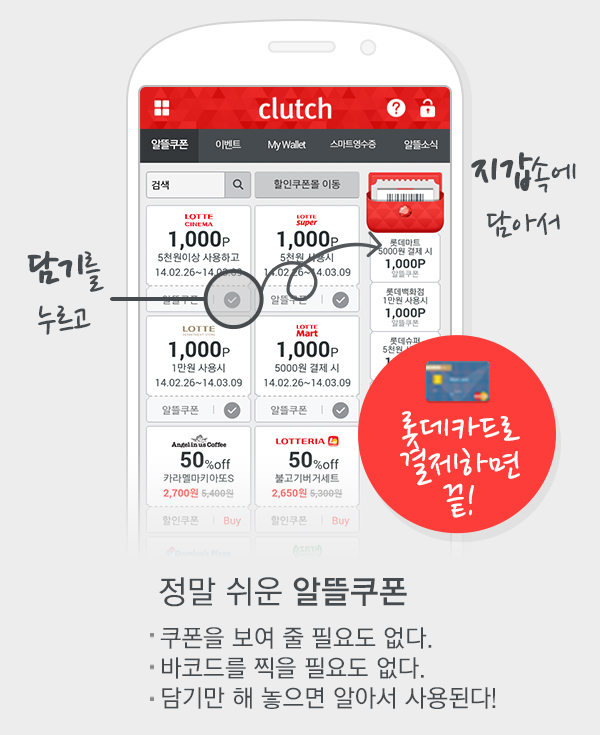 clutch
?
알뜰쿠폰 이벤트 My Wallet 스마트영수증 알뜰소식
검색
할인쿠폰몰 이동
지갑속에
담아서
담기를
누르고
LOTTE
CINEMA
1,000P
5천원이상 사용하고
14.02.26~14.03.09
알뜰쿠폰
LOTTE
super
1,000P
5천원 사용시
14.02.26~14.03.09
알뜰쿠폰
롯데마트
5000원 결제 시
1,000P
알뜰쿠폰
롯데백화점
1만원 사용시
1,000P
알뜰쿠폰
롯데슈퍼
5천원
LOTTE
1,000P
1만원 사용시
14.02.26~14.03.09
알뜰쿠폰
LOTTE
Mart
1,000P
5000원 결제 시
14.02.26~14.03.09
알뜰쿠폰
롯데카드로
결제하면
끝!
Angel in us Coffee
50%off
카라멜마키아또S
2,700원 5,400원
할인쿠폰 Buy
LOTTERIA
50%off
불고기버거세트
2,650원 5,300원
할인쿠폰 Buy
정말 쉬운 알뜰쿠폰
쿠폰을 보여 줄 필요도 없다.
바코드를 찍을 필요도 없다.
담기만 해 놓으면 알아서 사용된다!